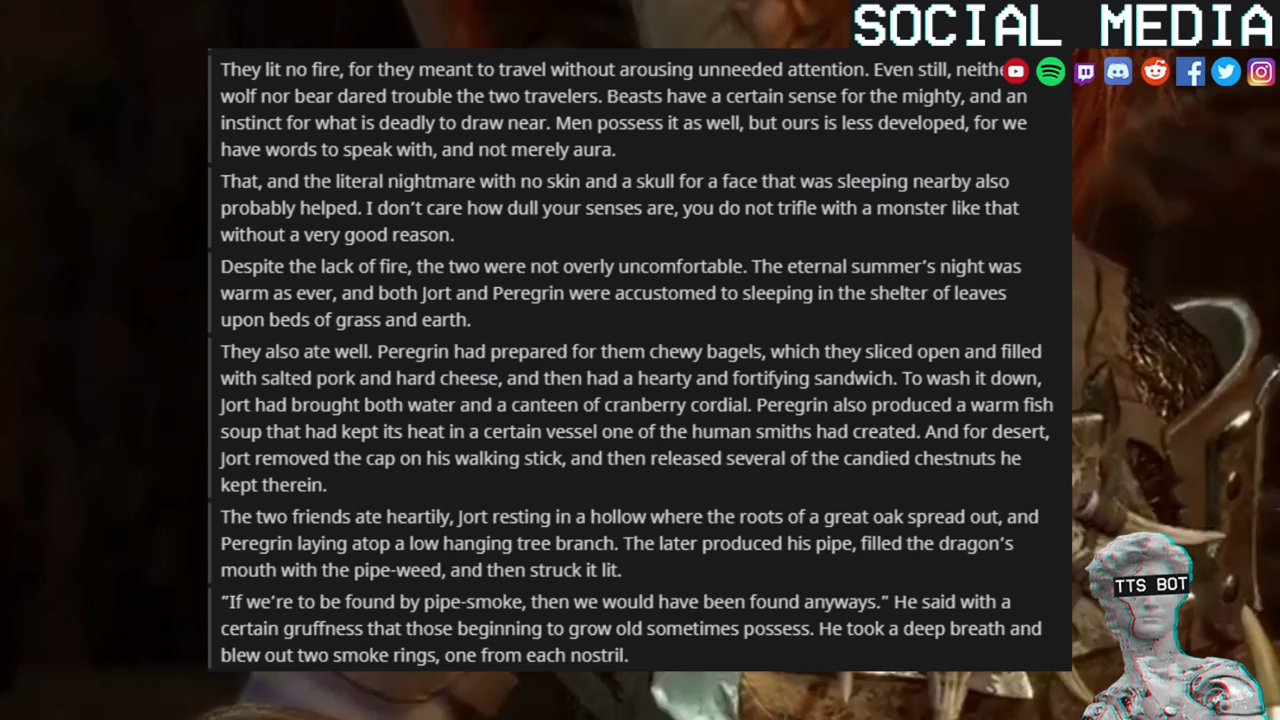 SOCIAL MEDIA
They lit no fire, for they meant to travel without arousing unneeded attention. Even still,
wolf nor bear dared trouble the two travelers. Beasts have a certain sense for the mighty, and an
instinct for what is deadly to draw near. Men possess it as well, but ours is less developed, for we
have words to speak with, and not merely aura.
That, and the literal nightmare with no skin and a skull for a face that was sleeping nearby also
probably helped. I don't care how dull your senses are, you do not trifle with a monster like that
without a very good reason.
Despite the lack of fire, the two were not overly uncomfortable. The eternal summer's night was
warm as ever, and both Jort and Peregrin were accustomed to sleeping in the shelter of leaves
upon beds of grass and earth.
They also ate well. Peregrin had prepared for them chewy bagels, which they sliced open and filled
with salted pork and hard cheese, and then had a hearty and fortifying sandwich. To wash it down,
Jort had brought both water and a canteen of cranberry cordial. Peregrin also produced a warm fish
soup that had kept its heat in a certain vessel one of the human smiths had created. And for desert,
Jort removed the cap on his walking stick, and then released several of the candied chestnuts he
kept therein.
The two friends ate heartily, Jort resting in a hollow where the roots of a great oak spread out, and
Peregrin laying atop a low hanging tree branch. The later produced his pipe, filled the dragon's
mouth with the pipe-weed, and then struck it lit.
"If we're to be found by pipe-smoke, then we would have been found anyways." He said with a
certain gruffness that those beginning to grow old sometimes possess. He took a deep breath and
blew out two smoke rings, one from each nostril.
TTS BOT